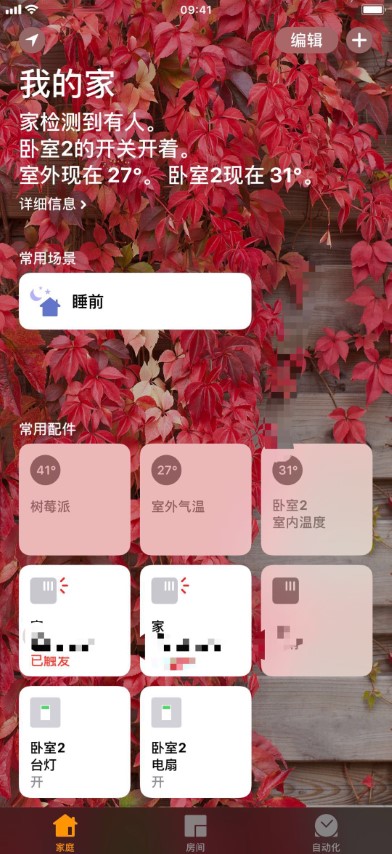 09:41
编辑
我的家
家检测到有人。
卧室2的开关开着。
室外现在 27°。 卧室2现在 31°。
详细信息
常用场景
睡前
常用配件
41°
树莓派
27°
室外气温
31°
卧室2
室内温度
已触发
家
卧室2
台灯
开
卧室2
电扇
开
家庭
房间
自动化